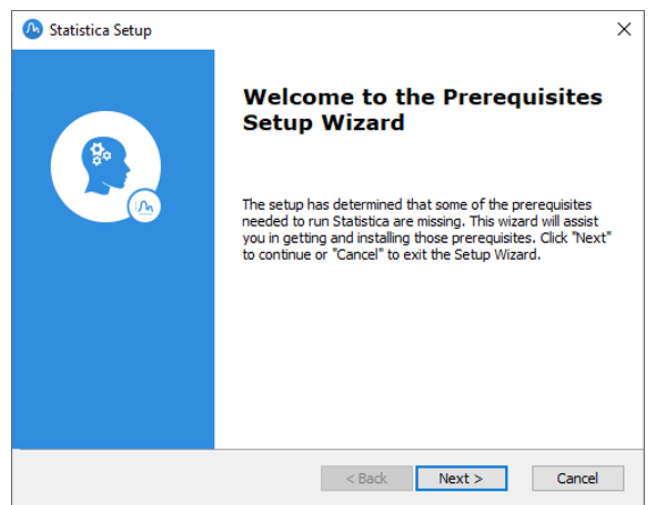 Statistica Setup
Welcome to the Prerequisites
Setup Wizard
The setup has determined that some of the prerequisites
needed to run Statistica are missing. This wizard will assist
you in getting and installing those prerequisites. Click "Next"
to continue or "Cancel" to exit the Setup Wizard.
< Back Next > Cancel